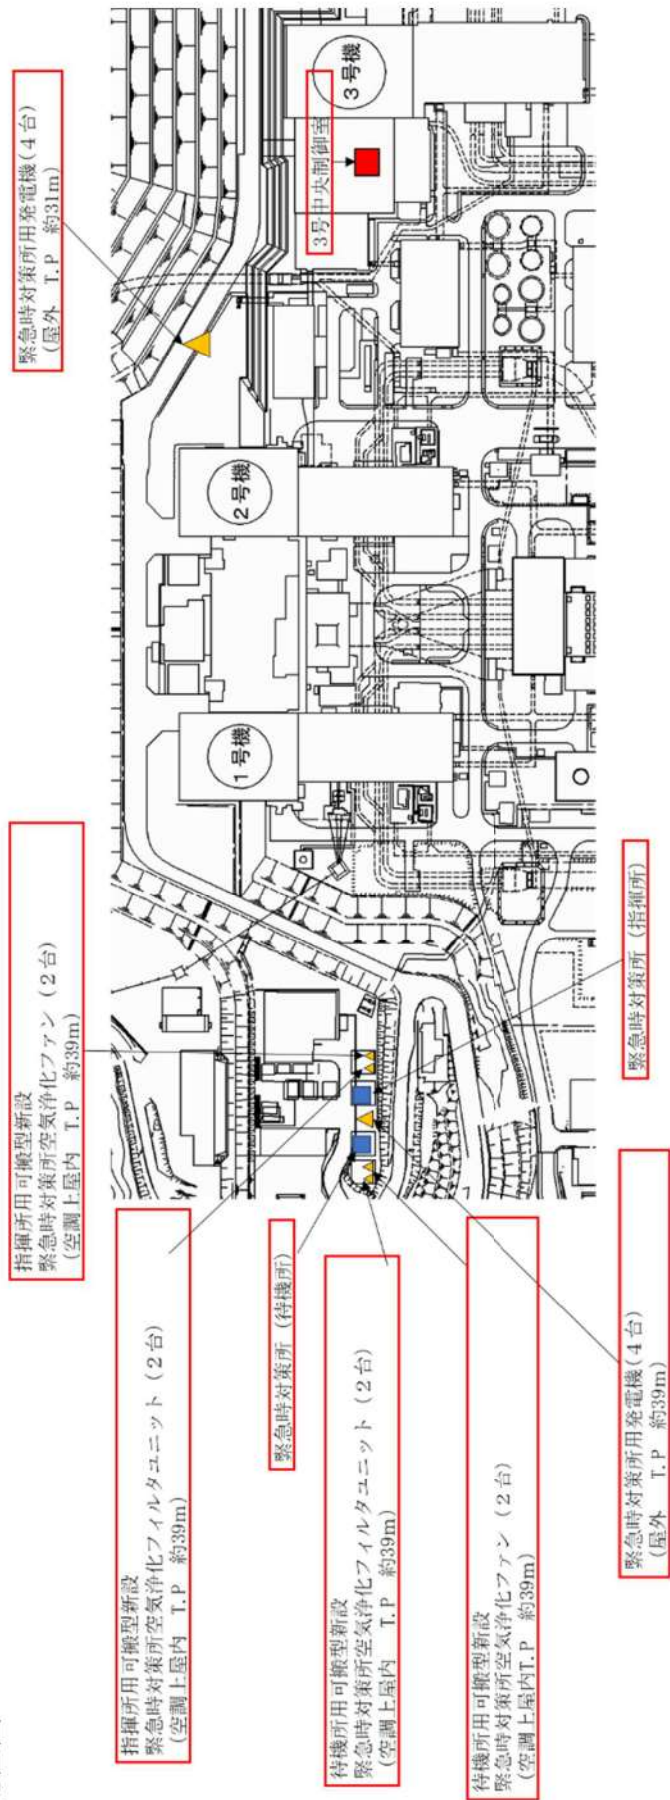 緊急時対策所用発電機(4台)
(屋外 T.P 約31m)
3号中央制御室
3号機
2号機
1号機
指揮所用可搬型新設
緊急時対策所空気浄化ファン(2台)
(空調上屋内 T.P 約39m)
指揮所用可搬型新設
緊急時対策所空気浄化フィルタユニット(2台)
(空調上屋内 T.P 約39m)
緊急時対策所(待機所)
待機所用可搬型新設
緊急時対策所空気浄化フィルタユニット(2台)
(空調上屋内 T.P 約39m)
待機所用可搬型新設
緊急時対策所空気浄化ファン(2台)
(空調上屋内T.P 約39m)
緊急時対策所用発電機(4台)
(屋外 T.P 約39m)
緊急時対策所(指揮所)